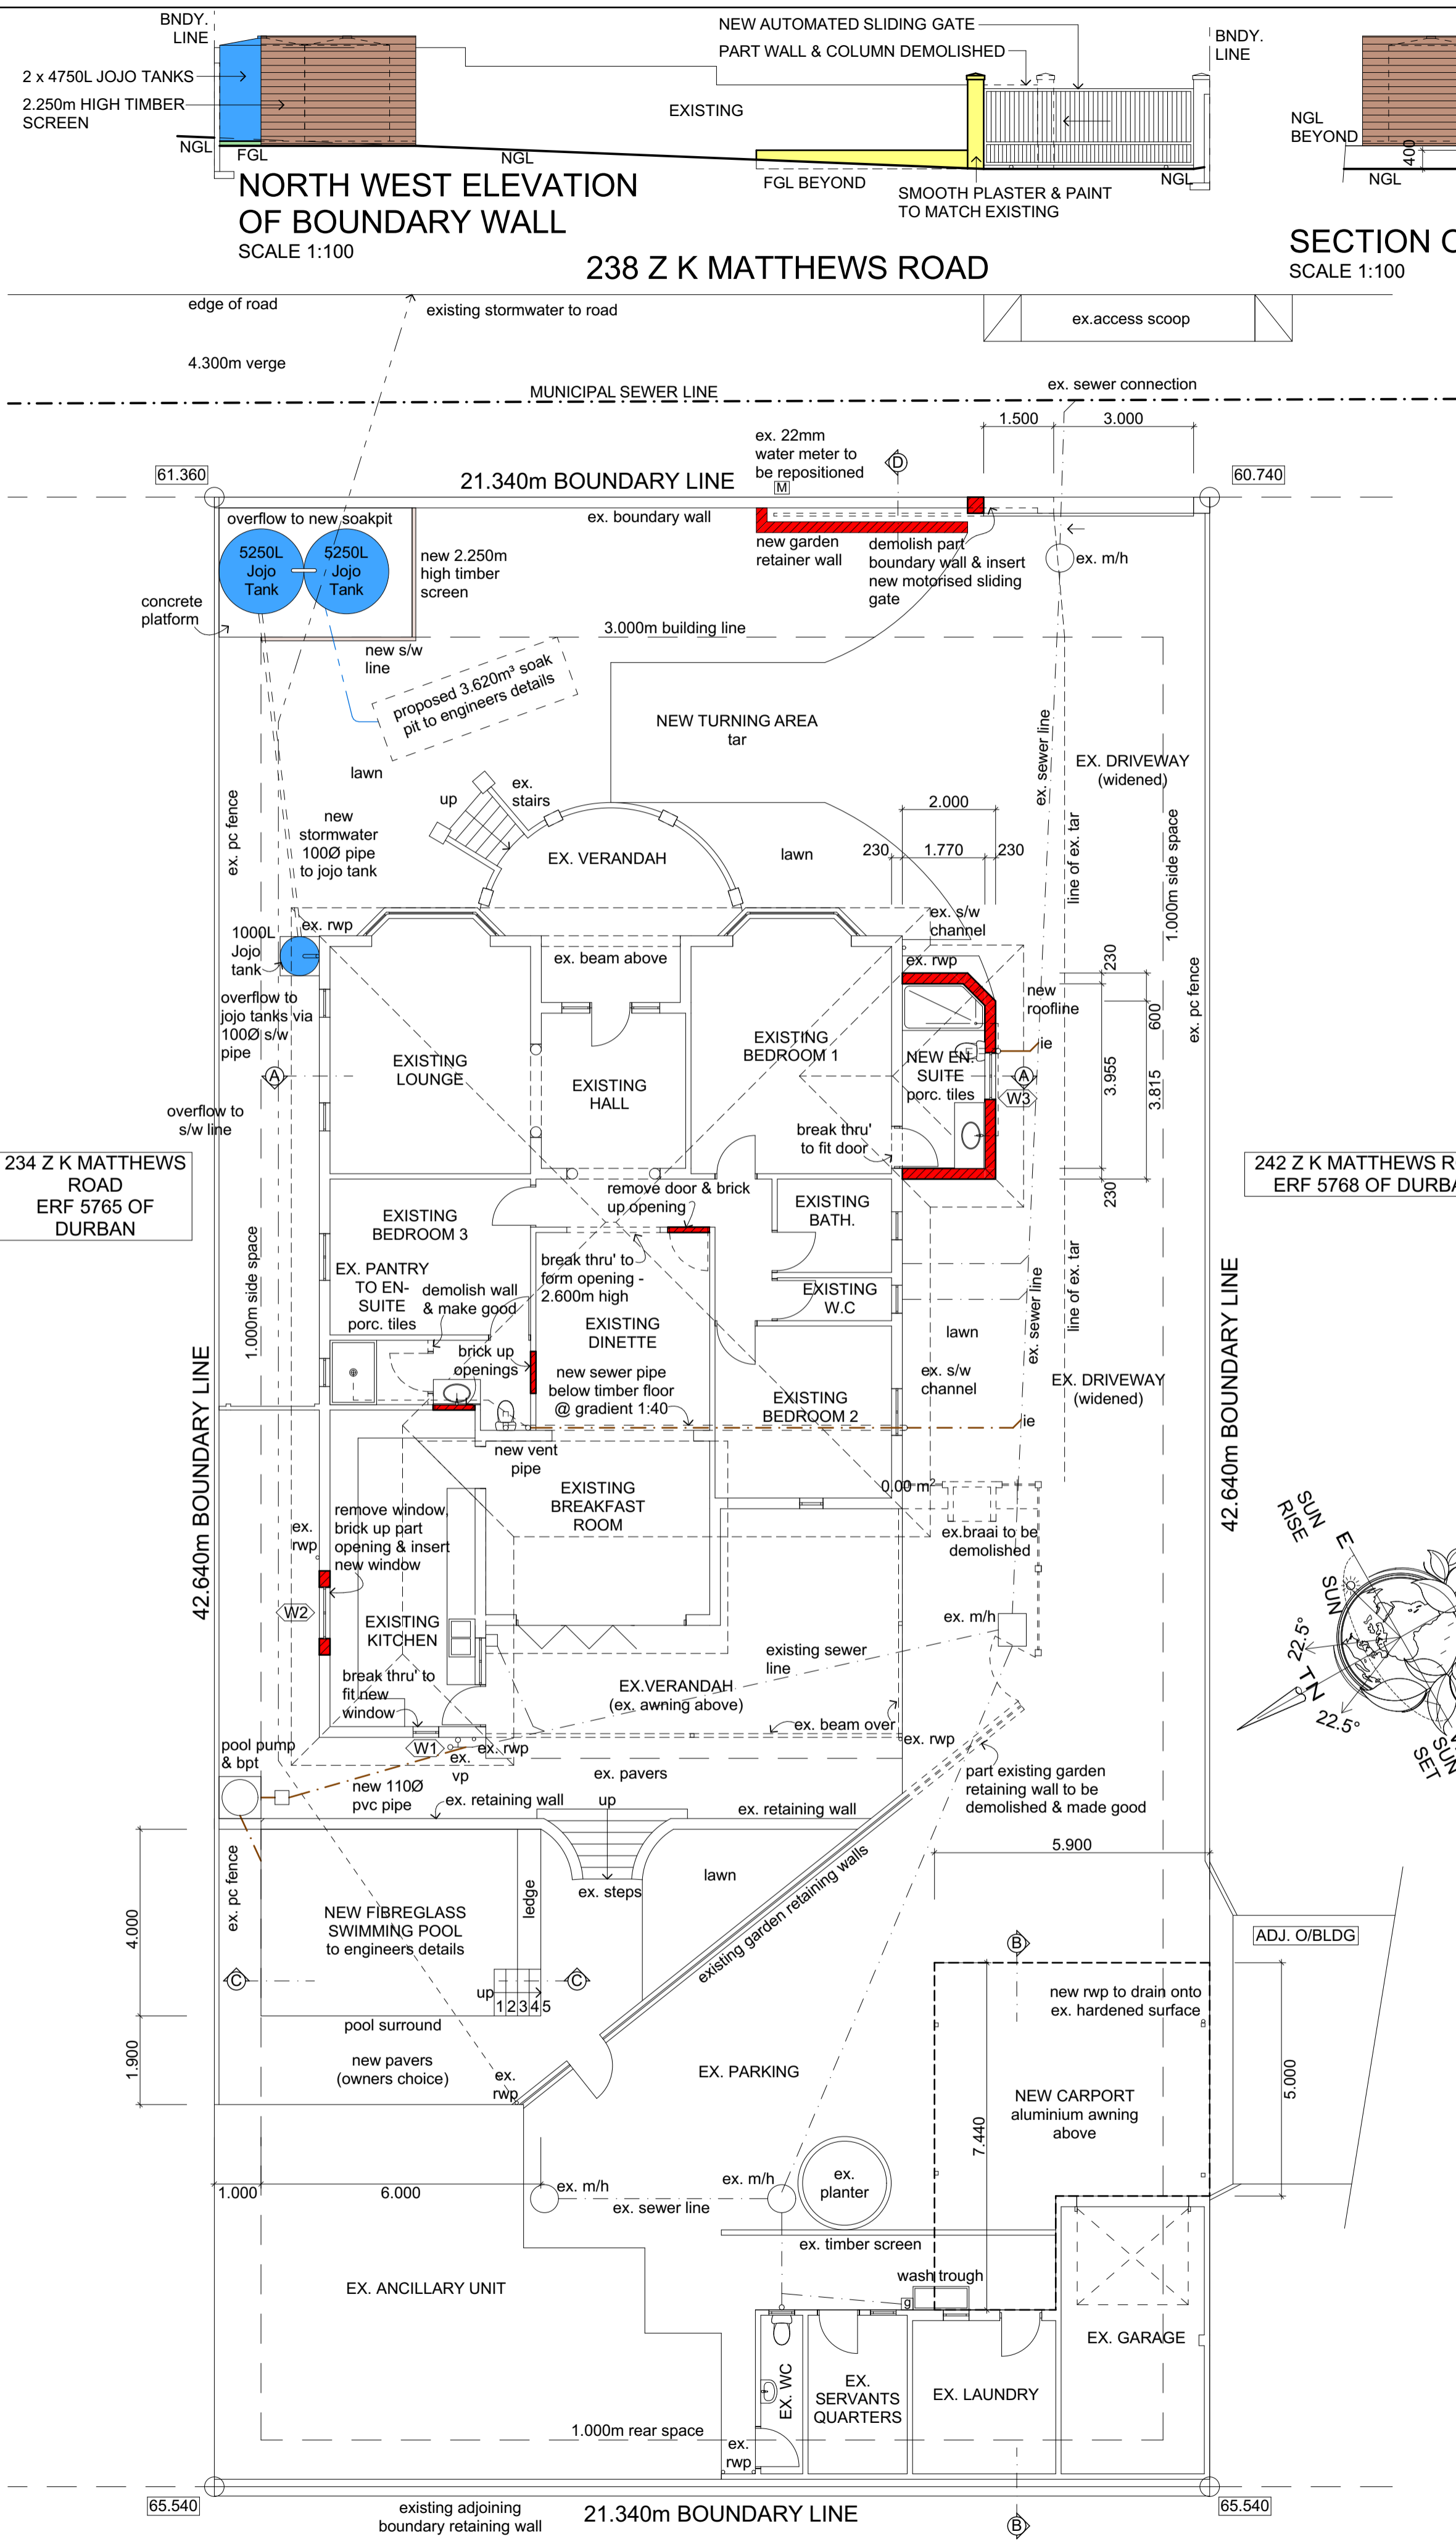 BNDY.
LINE
2 x 4750L JOJO TANKS
2.250m HIGH TIMBER
SCREEN
NGL
FGL
NGL
EXISTING
NEW AUTOMATED SLIDING GATE
PART WALL & COLUMN DEMOLISHED
BNDY.
LINE
FGL BEYOND
SMOOTH PLASTER & PAINT
TO MATCH EXISTING
NGL
NGL
BEYOND
400
NGL
NORTH WEST ELEVATION
OF BOUNDARY WALL
SCALE 1:100
SECTION C
SCALE 1:100
238 Z K MATTHEWS ROAD
edge of road
existing stormwater to road
ex.access scoop
4.300m verge
MUNICIPAL SEWER LINE
ex. sewer connection
1.500
3.000
ex. 22mm
water meter to
be repositioned
M
D
61.360
21.340m BOUNDARY LINE
60.740
overflow to new soakpit
ex. boundary wall
5250L
Jojo
Tank
5250L
Jojo
Tank
new 2.250m
high timber
screen
new garden
retainer wall
demolish part
boundary wall & insert
new motorised sliding
gate
ex. m/h
concrete
platform
3.000m building line
new s/w
line
proposed 3.620m³ soak
pit to engineers details
NEW TURNING AREA
tar
ex. sewer line
EX. DRIVEWAY
(widened)
lawn
ex. pc fence
up
ex.
stairs
new
stormwater
100Ø pipe
to jojo tank
EX. VERANDAH
lawn
2.000
230
1.770
230
line of ex. tar
1.000m side space
ex. rwp
1000L
Jojo
tank
ex. beam above
ex. s/w
channel
ex. rwp
230
ex. pc fence
overflow to
jojo tanks via
100Ø s/w
pipe
new
roofline
600
ie
EXISTING
LOUNGE
EXISTING
HALL
EXISTING
BEDROOM 1
NEW EN-
SUITE
porc. tiles
A
A
W3
3.955
3.815
overflow to
s/w line
break thru'
to fit door
234 Z K MATTHEWS
ROAD
ERF 5765 OF
DURBAN
242 Z K MATTHEWS R
ERF 5768 OF DURBA
230
remove door & brick
up opening
EXISTING
BATH.
EXISTING
BEDROOM 3
1.000m side space
EX. PANTRY
TO EN-
SUITE
porc. tiles
demolish wall
& make good
break thru' to
form opening -
2.600m high
EXISTING
W.C
EXISTING
DINETTE
lawn
ex. sewer line
line of ex. tar
brick up
openings
new sewer pipe
below timber floor
@ gradient 1:40
EXISTING
BEDROOM 2
ex. s/w
channel
EX. DRIVEWAY
(widened)
ie
42.640m BOUNDARY LINE
42.640m BOUNDARY LINE
new vent
pipe
EXISTING
BREAKFAST
ROOM
0.00 m²
remove window,
brick up part
opening & insert
new window
ex.
rwp
ex.braai to be
demolished
W2
EXISTING
KITCHEN
ex. m/h
existing sewer
line
break thru' to
fit new
window
EX.VERANDAH
(ex. awning above)
SUN
RISE
E
SUN
22.5°
TN
22.5°
SUN
SET
ex. beam over
ex. rwp
pool pump
& bpt
W1
ex. rwp
ex.
vp
new 110Ø
pvc pipe
ex. pavers
part existing garden
retaining wall to be
demolished & made good
ex. retaining wall
up
ex. retaining wall
5.900
ex. pc fence
4.000
NEW FIBREGLASS
SWIMMING POOL
to engineers details
ledge
ex. steps
lawn
existing garden retaining walls
B
ADJ. O/BLDG
C
C
up
1 2 3 4 5
new rwp to drain onto
ex. hardened surface
pool surround
1.900
new pavers
(owners choice)
ex.
rwp
EX. PARKING
NEW CARPORT
aluminium awning
above
7.440
5.000
1.000
6.000
ex. m/h
ex. sewer line
ex. m/h
ex.
planter
ex. timber screen
wash trough
g
EX. ANCILLARY UNIT
EX. GARAGE
EX. WC
EX.
SERVANTS
QUARTERS
EX. LAUNDRY
1.000m rear space
ex.
rwp
65.540
existing adjoining
boundary retaining wall
21.340m BOUNDARY LINE
B
65.540